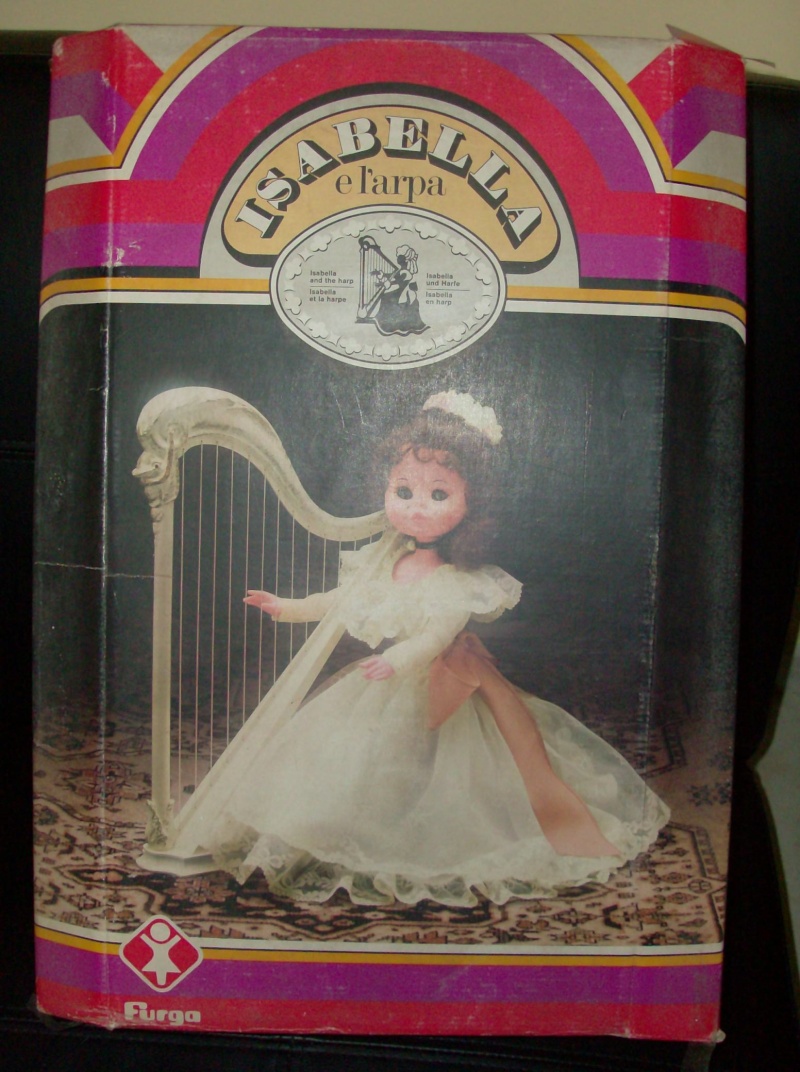 ISABELLA
e l'arpa
Isabella
and the harp
Isabella
et la harpe
Isabella
und Harfe
Isabella
en harp
Furga